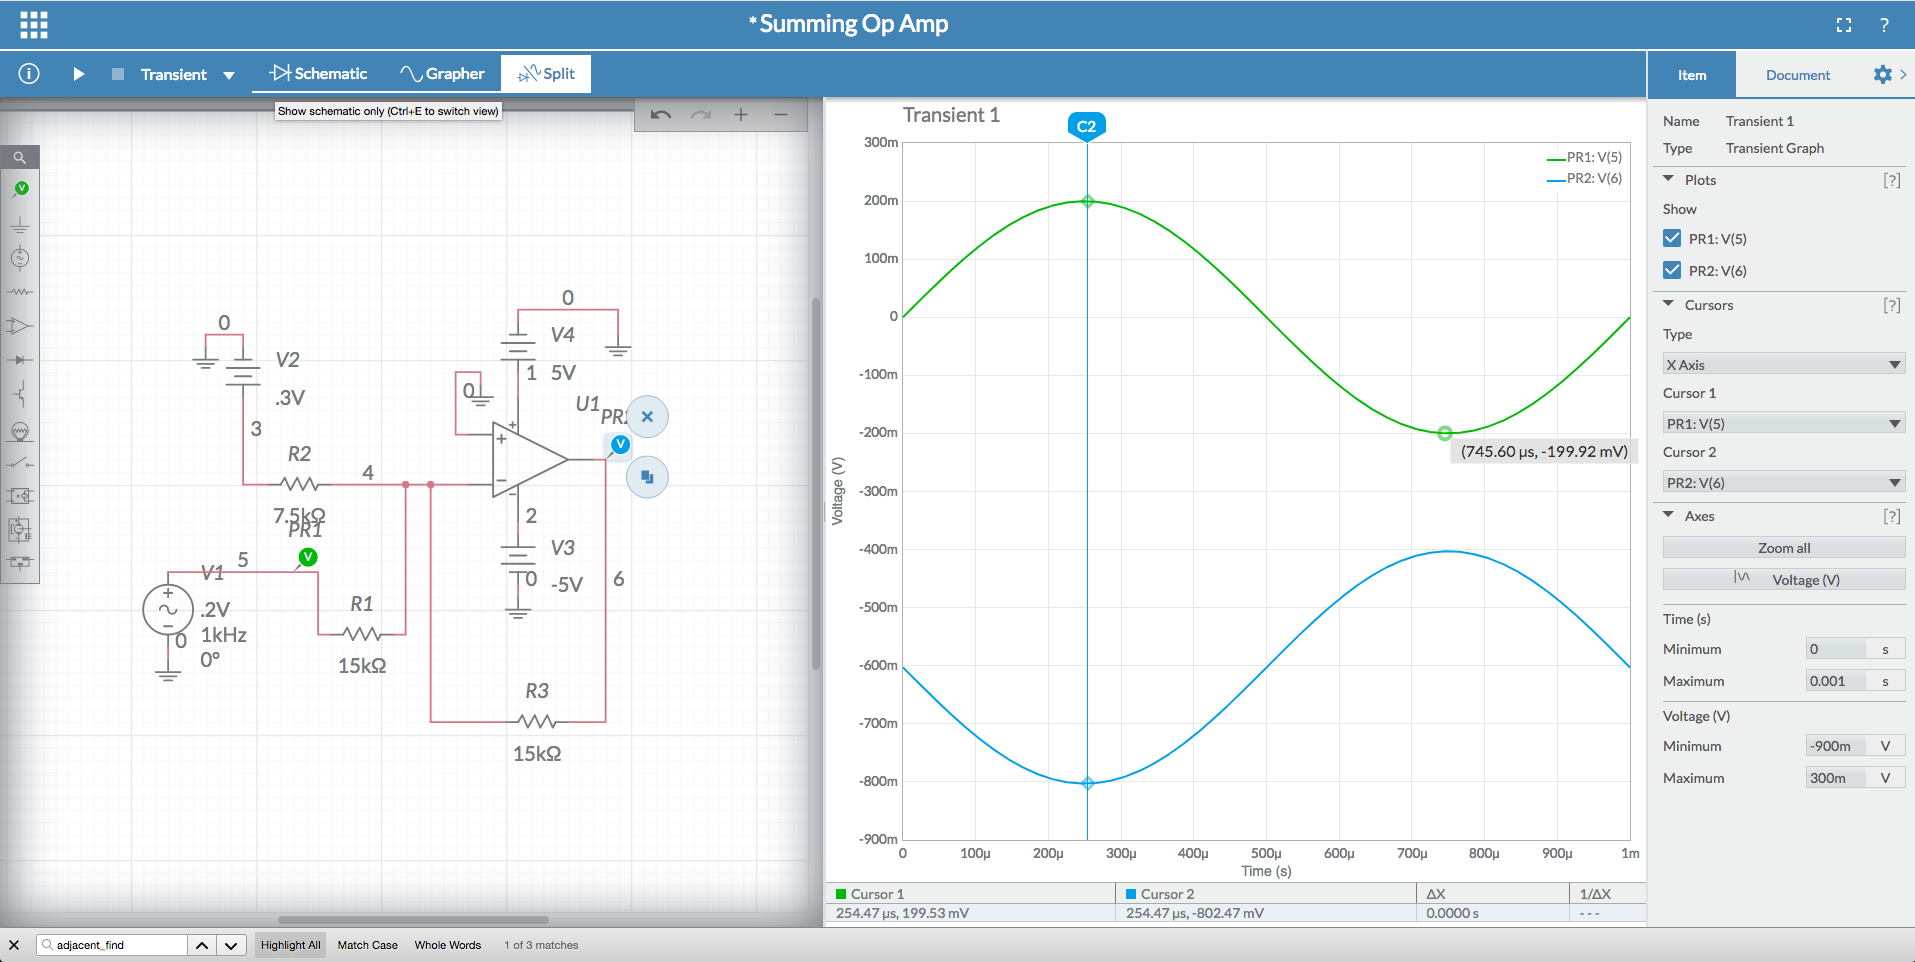 *Summing Op Amp
?
i
Transient
Schematic
Grapher
Split
Item
Document
Show schematic only (Ctrl+E to switch view)
V
0
V2
.3V
3
R2
7.5kΩ
4
PR1
V
5
V1
.2V
1kHz
0°
0
R1
15kΩ
0
V4
1
5V
0
U1
V
2
V3
0
-5V
6
R3
15kΩ
Transient 1
C2
PR1: V(5)
PR2: V(6)
300m
200m
100m
0
-100m
-200m
-300m
-400m
-500m
-600m
-700m
-800m
-900m
Voltage (V)
(745.60 µs, -199.92 mV)
0
100µ
200µ
300µ
400µ
500µ
600µ
700µ
800µ
900µ
1m
Time (s)
Cursor 1
Cursor 2
ΔX
1/ΔX
254.47 µs, 199.53 mV
254.47 µs, -802.47 mV
0.0000 s
---
Name Transient 1
Type Transient Graph
Plots [?]
Show
PR1: V(5)
PR2: V(6)
Cursors [?]
Type
X Axis
Cursor 1
PR1: V(5)
Cursor 2
PR2: V(6)
Axes [?]
Zoom all
Voltage (V)
Time (s)
Minimum 0 s
Maximum 0.001 s
Voltage (V)
Minimum -900m V
Maximum 300m V
adjacent_find
Highlight All
Match Case
Whole Words
1 of 3 matches